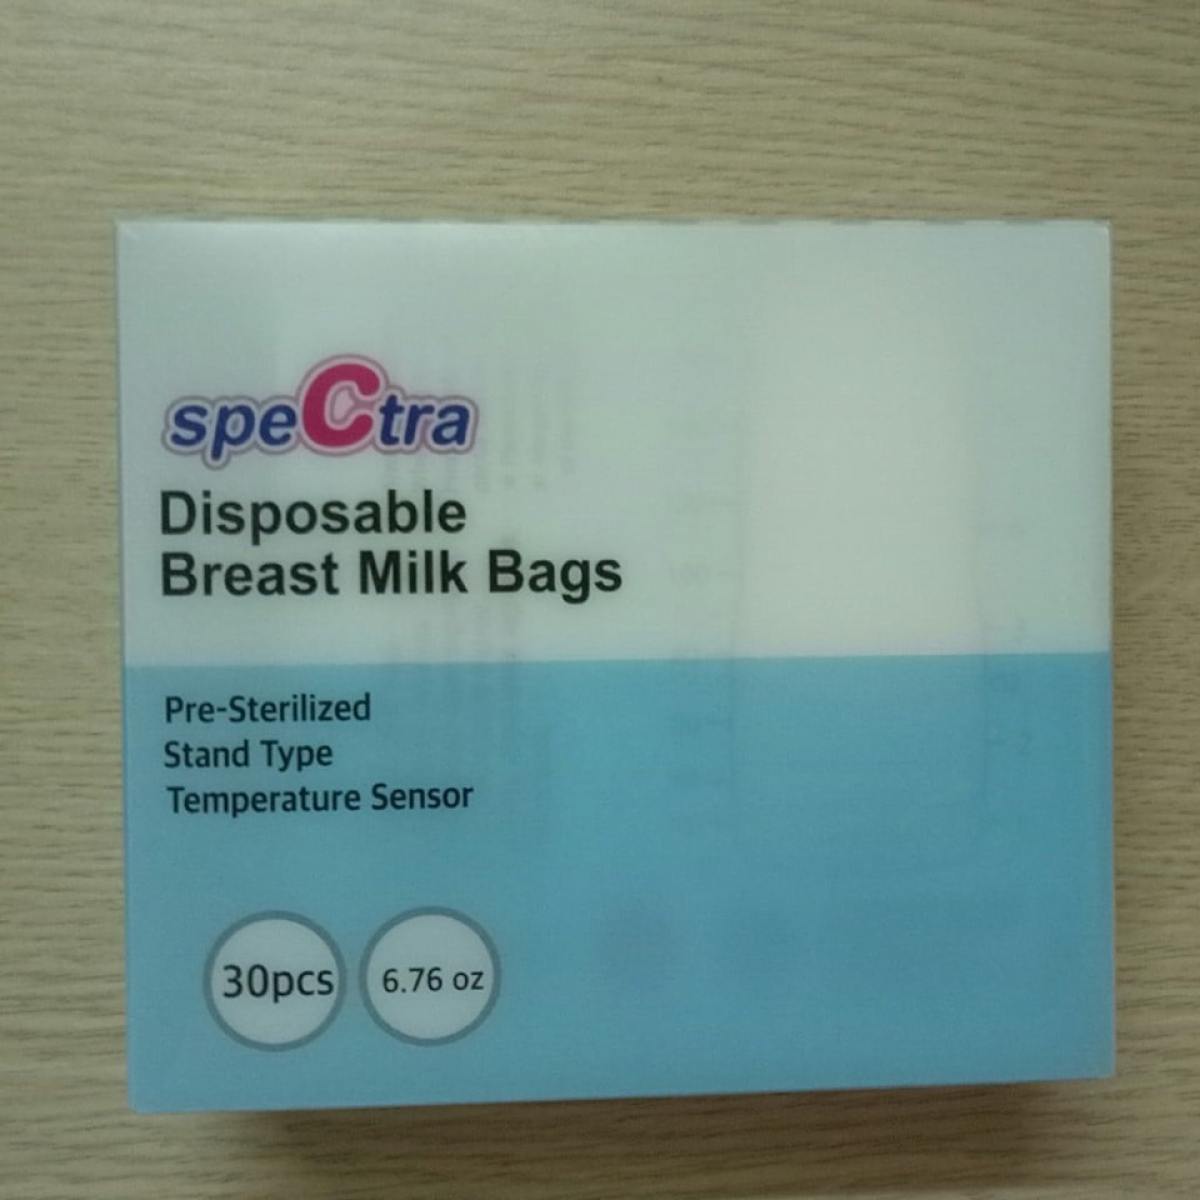 speCtra
Disposable
Breast Milk Bags
Pre-Sterilized
Stand Type
Temperature Sensor
30pcs
6.76 oz